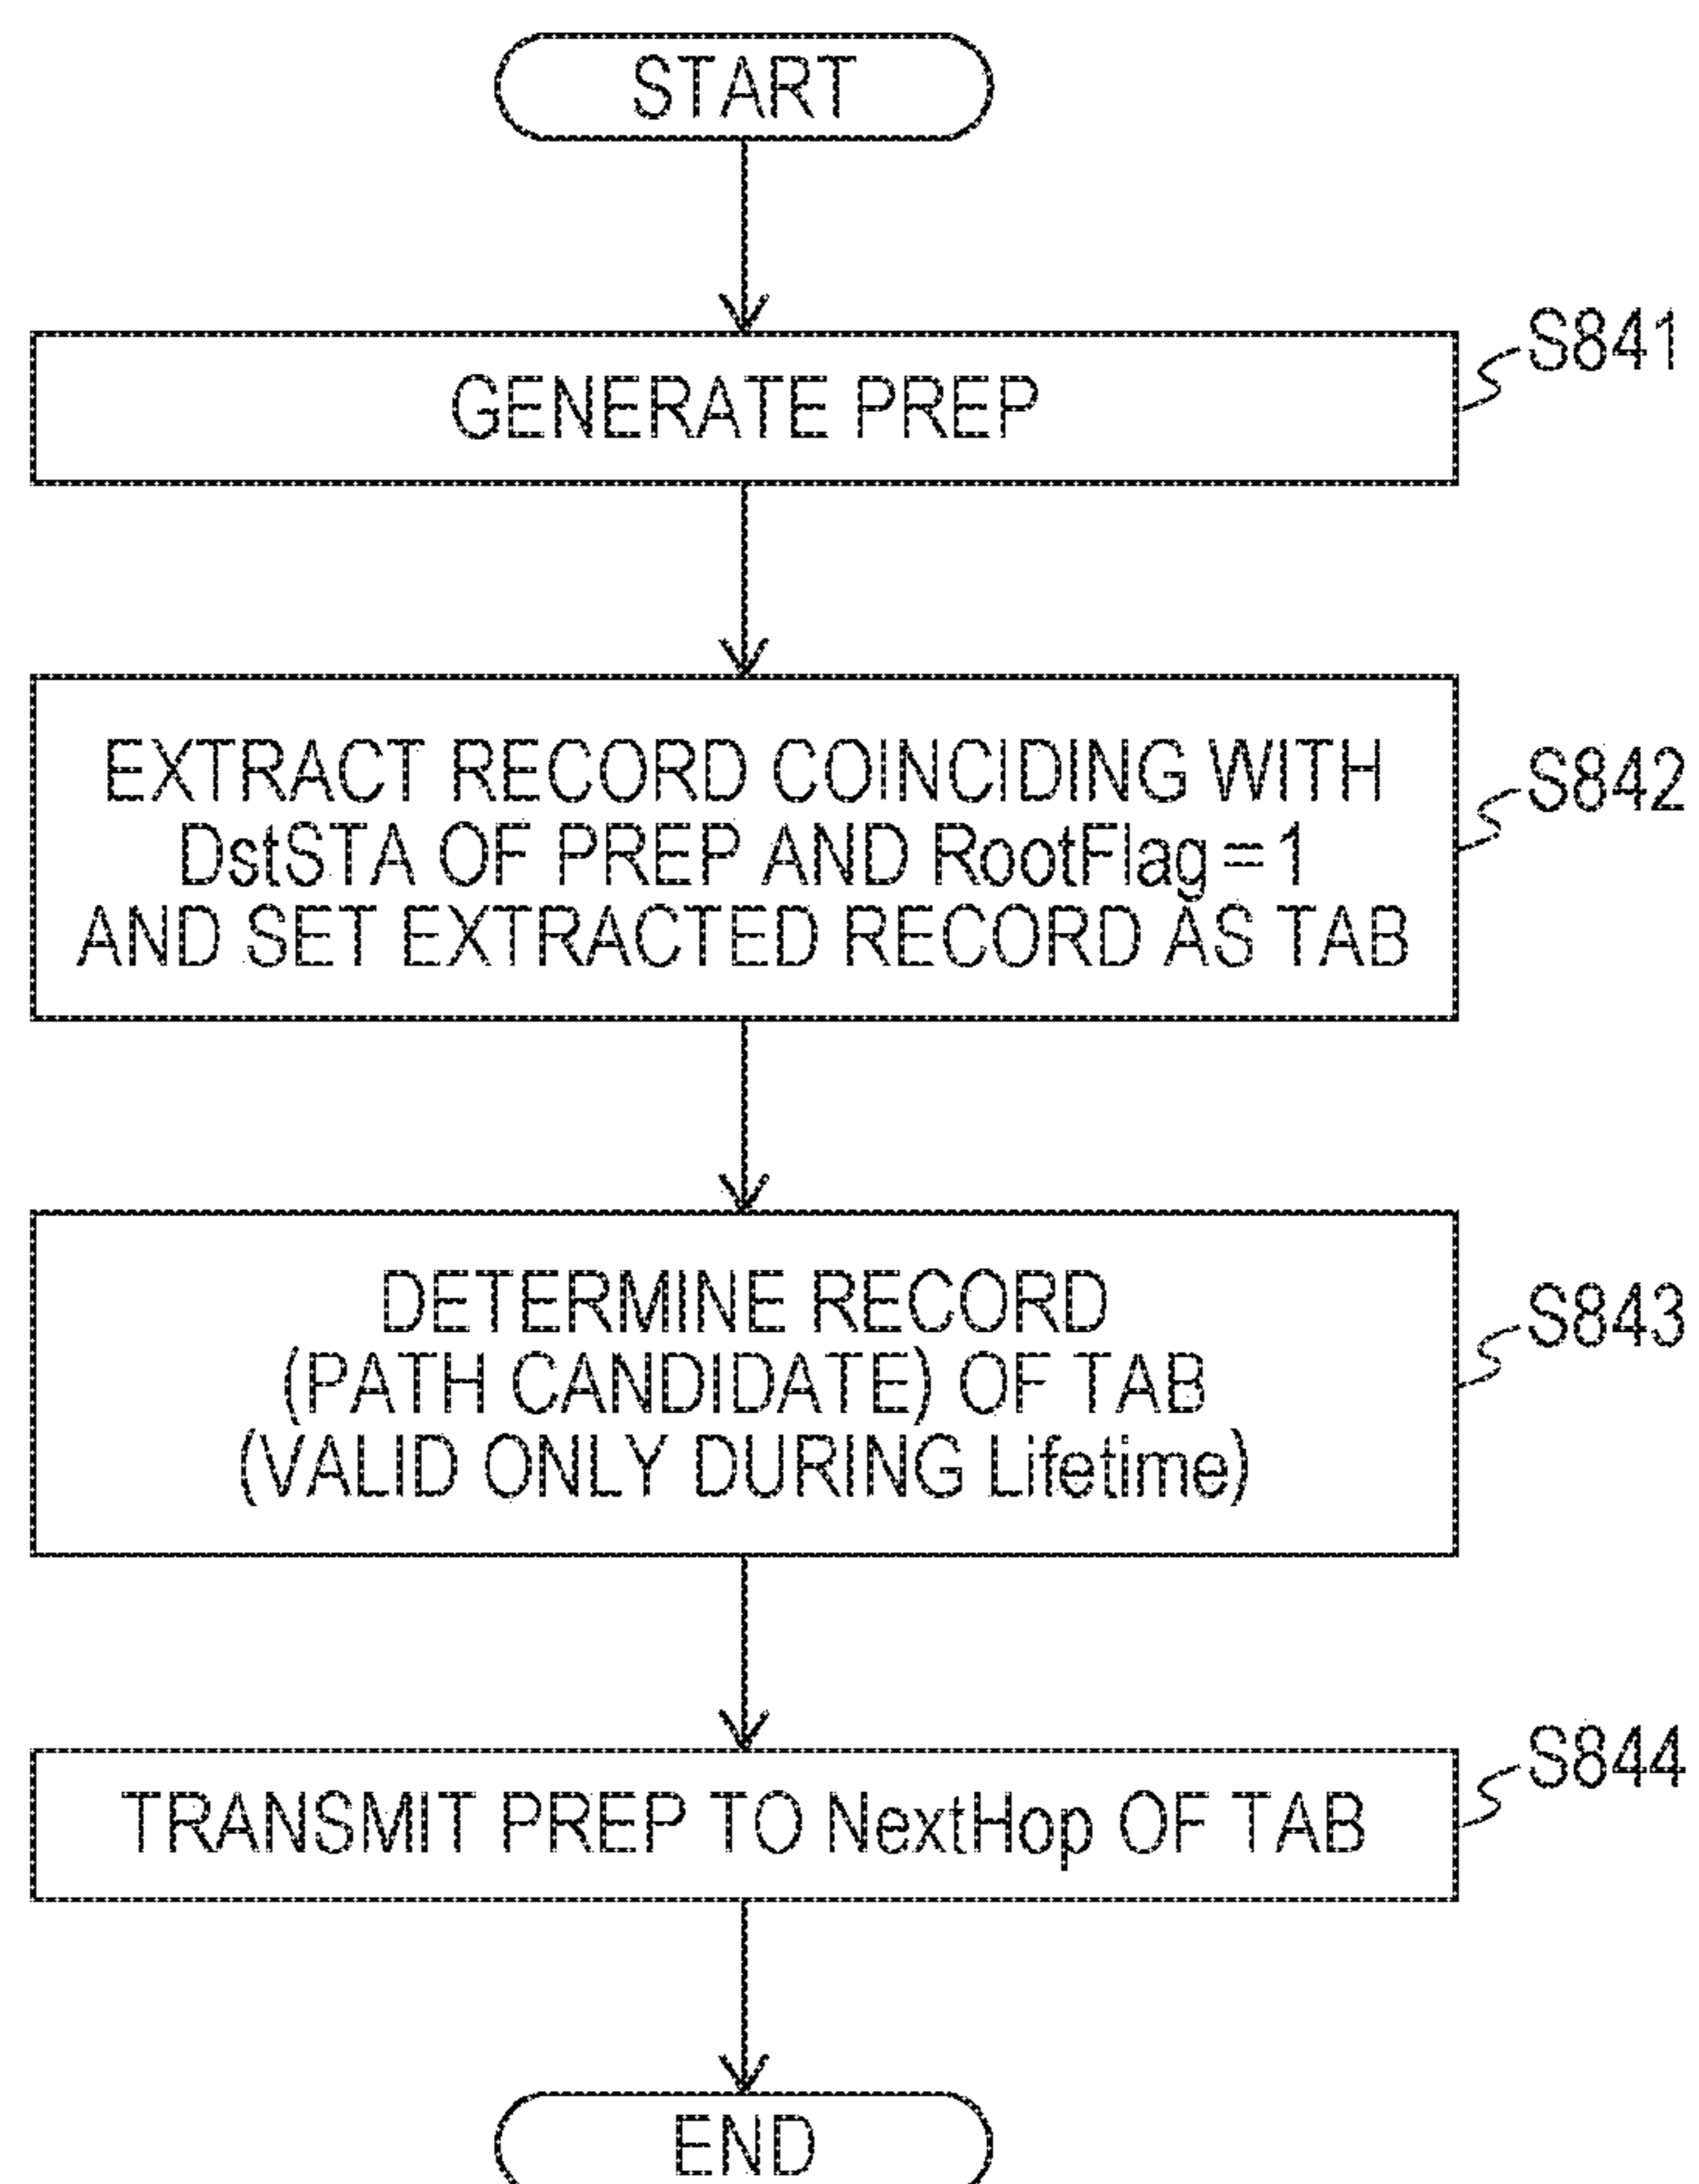 START
GENERATE PREP
S841
EXTRACT RECORD COINCIDING WITH
DstSTA OF PREP AND RootFlag=1
AND SET EXTRACTED RECORD AS TAB
S842
DETERMINE RECORD
(PATH CANDIDATE) OF TAB
(VALID ONLY DURING Lifetime)
S843
TRANSMIT PREP TO NextHop OF TAB
S844
END